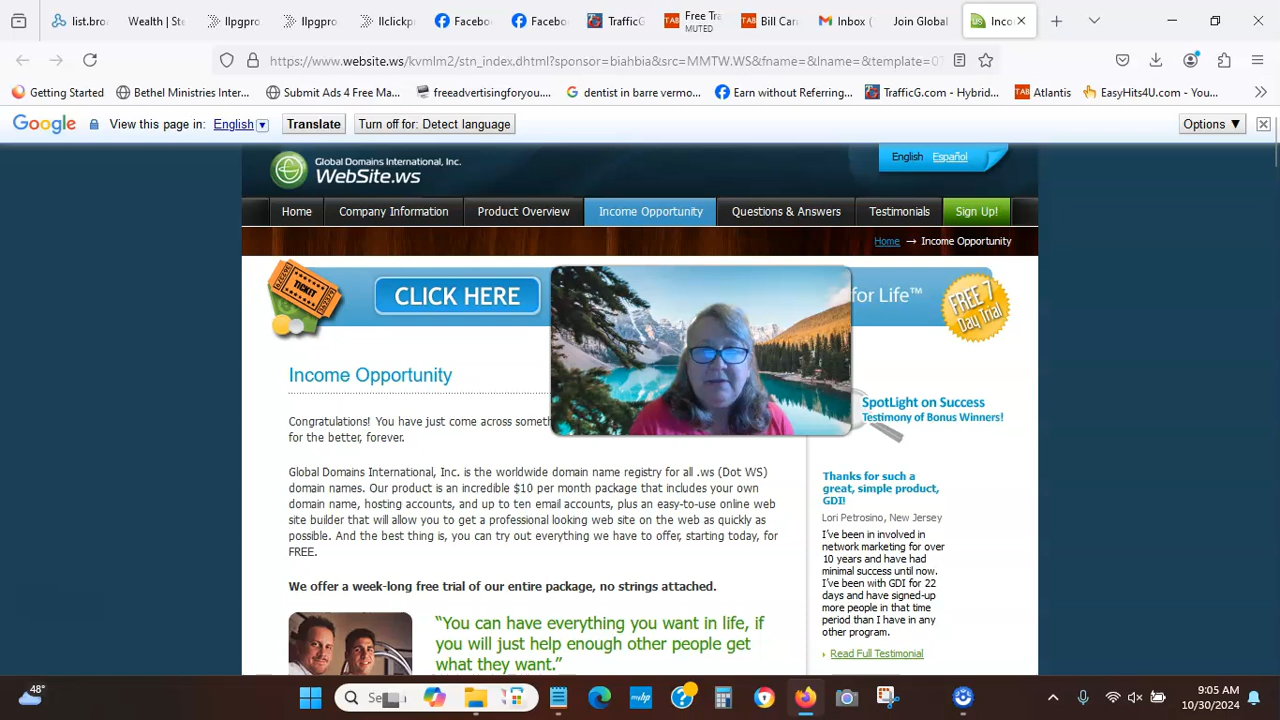 list.bro
Wealth | Ste
llpgpro
llpgpro
llclickp
Facebo
Facebo
TrafficG
Free Tra
MUTED
Bill Car
Inbox (
Join Global
Inco
https://www.website.ws/kvmlm2/stn_index.dhtml?sponsor=biahbia&src=MMTW.WS&fname=&lname=&template=07
Getting Started
Bethel Ministries Inter...
Submit Ads 4 Free Ma...
freeadvertisingforyou....
dentist in barre vermo...
Earn without Referring...
TrafficG.com - Hybrid...
Atlantis
EasyHits4U.com - You...
Google View this page in: English Translate Turn off for: Detect language Options ▼
Global Domains International, Inc.
WebSite.ws
English Español
Home Company Information Product Overview Income Opportunity Questions & Answers Testimonials Sign Up!
Home → Income Opportunity
TICKET
CLICK HERE
for Life™
FREE 7
Day Trial
Income Opportunity
Congratulations! You have just come across someth
for the better, forever.
Global Domains International, Inc. is the worldwide domain name registry for all .ws (Dot WS)
domain names. Our product is an incredible $10 per month package that includes your own
domain name, hosting accounts, and up to ten email accounts, plus an easy-to-use online web
site builder that will allow you to get a professional looking web site on the web as quickly as
possible. And the best thing is, you can try out everything we have to offer, starting today, for
FREE.
We offer a week-long free trial of our entire package, no strings attached.
“You can have everything you want in life, if
you will just help enough other people get
what they want.”
SpotLight on Success
Testimony of Bonus Winners!
Thanks for such a
great, simple product,
GDI!
Lori Petrosino, New Jersey
I've been in involved in
network marketing for over
10 years and have had
minimal success until now.
I've been with GDI for 22
days and have signed-up
more people in that time
period than I have in any
other program.
Read Full Testimonial
48°
9:05 AM
10/30/2024